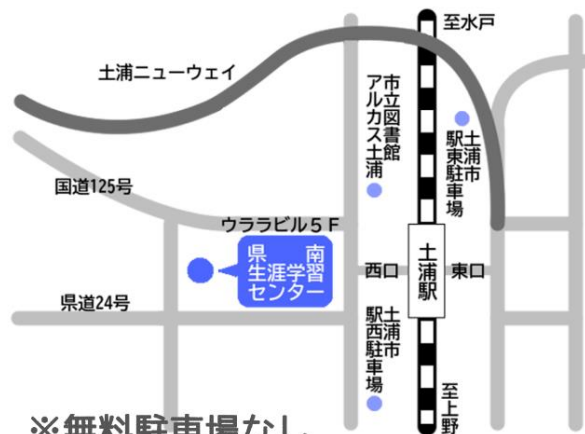 至水戸
土浦ニューウェイ
市立図書館
アルカス土浦
土浦市
駅東駐車場
国道125号
ウララビル5F
県南
生涯学習
センター
西口
土浦駅
東口
県道24号
土浦市
駅西駐車場
至上野
※無料駐車場なし